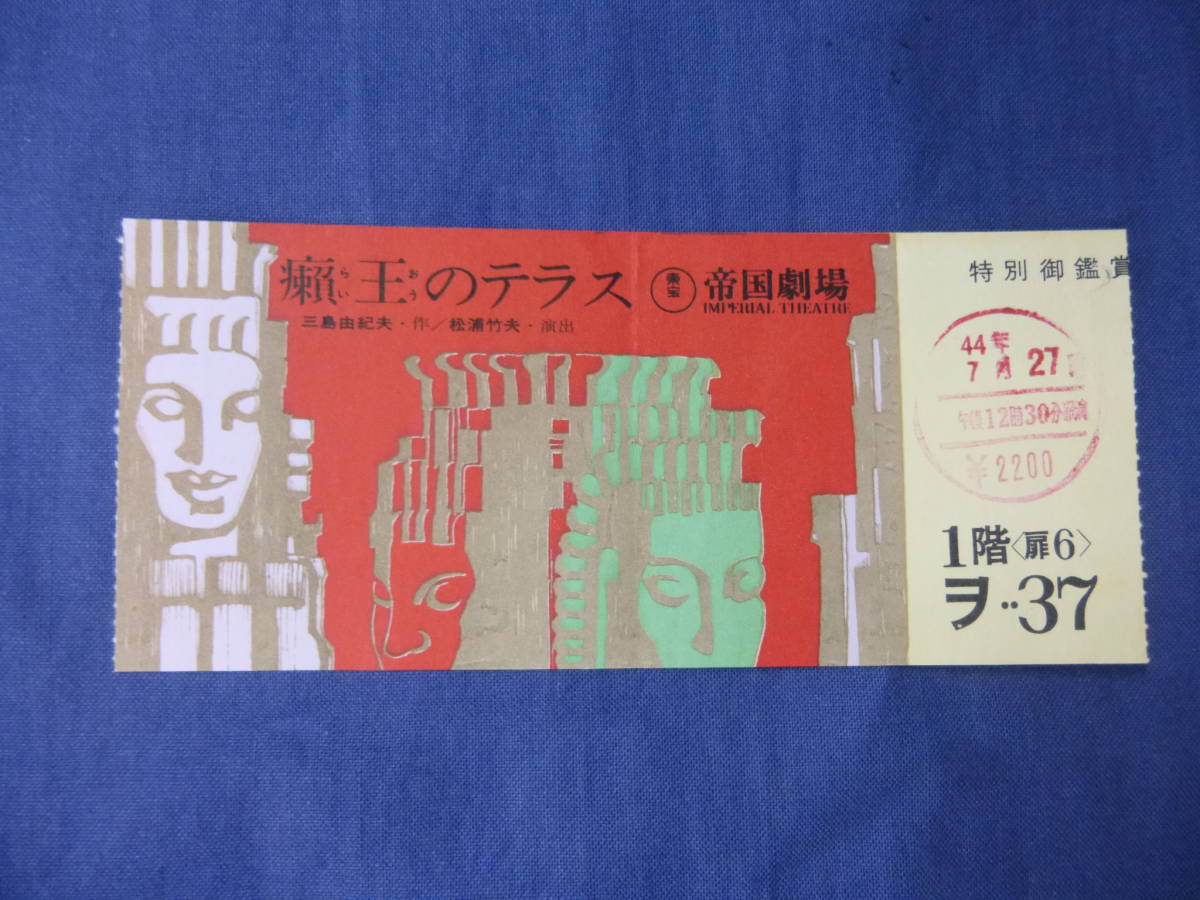 癩王のテラス
らいおう
三島由紀夫・作／松浦竹夫・演出
東宝
帝国劇場
IMPERIAL THEATRE
特別御鑑賞
44年
7月27日
午後12時30分開演
¥2200
1階〈扉6〉
ヲ‥37